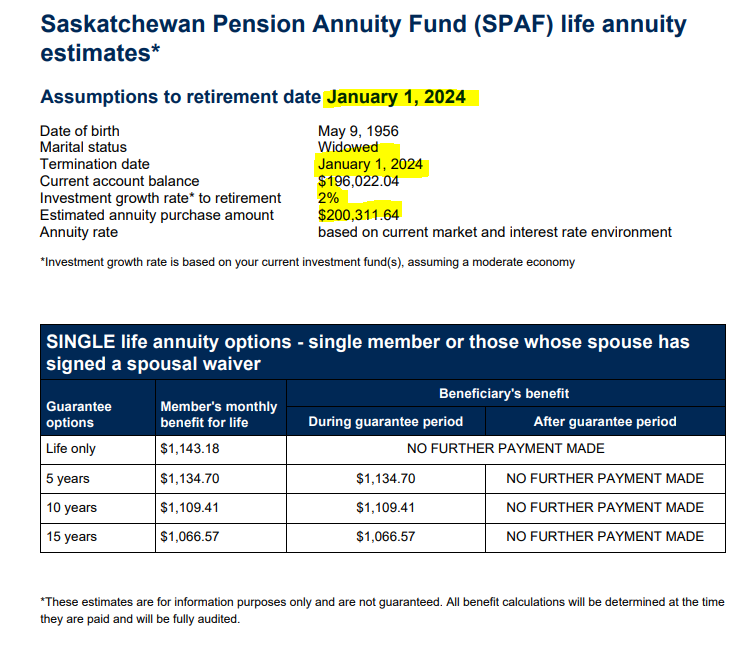 Saskatchewan Pension Annuity Fund (SPAF) life annuity
estimates*
Assumptions to retirement date January 1, 2024
Date of birth May 9, 1956
Marital status Widowed
Termination date January 1, 2024
Current account balance $196,022.04
Investment growth rate* to retirement 2%
Estimated annuity purchase amount $200,311.64
Annuity rate based on current market and interest rate environment
*Investment growth rate is based on your current investment fund(s), assuming a moderate economy
SINGLE life annuity options - single member or those whose spouse has
signed a spousal waiver
Guarantee
options
Member's monthly
benefit for life
Beneficiary's benefit
During guarantee period After guarantee period
Life only $1,143.18 NO FURTHER PAYMENT MADE
5 years $1,134.70 $1,134.70 NO FURTHER PAYMENT MADE
10 years $1,109.41 $1,109.41 NO FURTHER PAYMENT MADE
15 years $1,066.57 $1,066.57 NO FURTHER PAYMENT MADE
*These estimates are for information purposes only and are not guaranteed. All benefit calculations will be determined at the time
they are paid and will be fully audited.